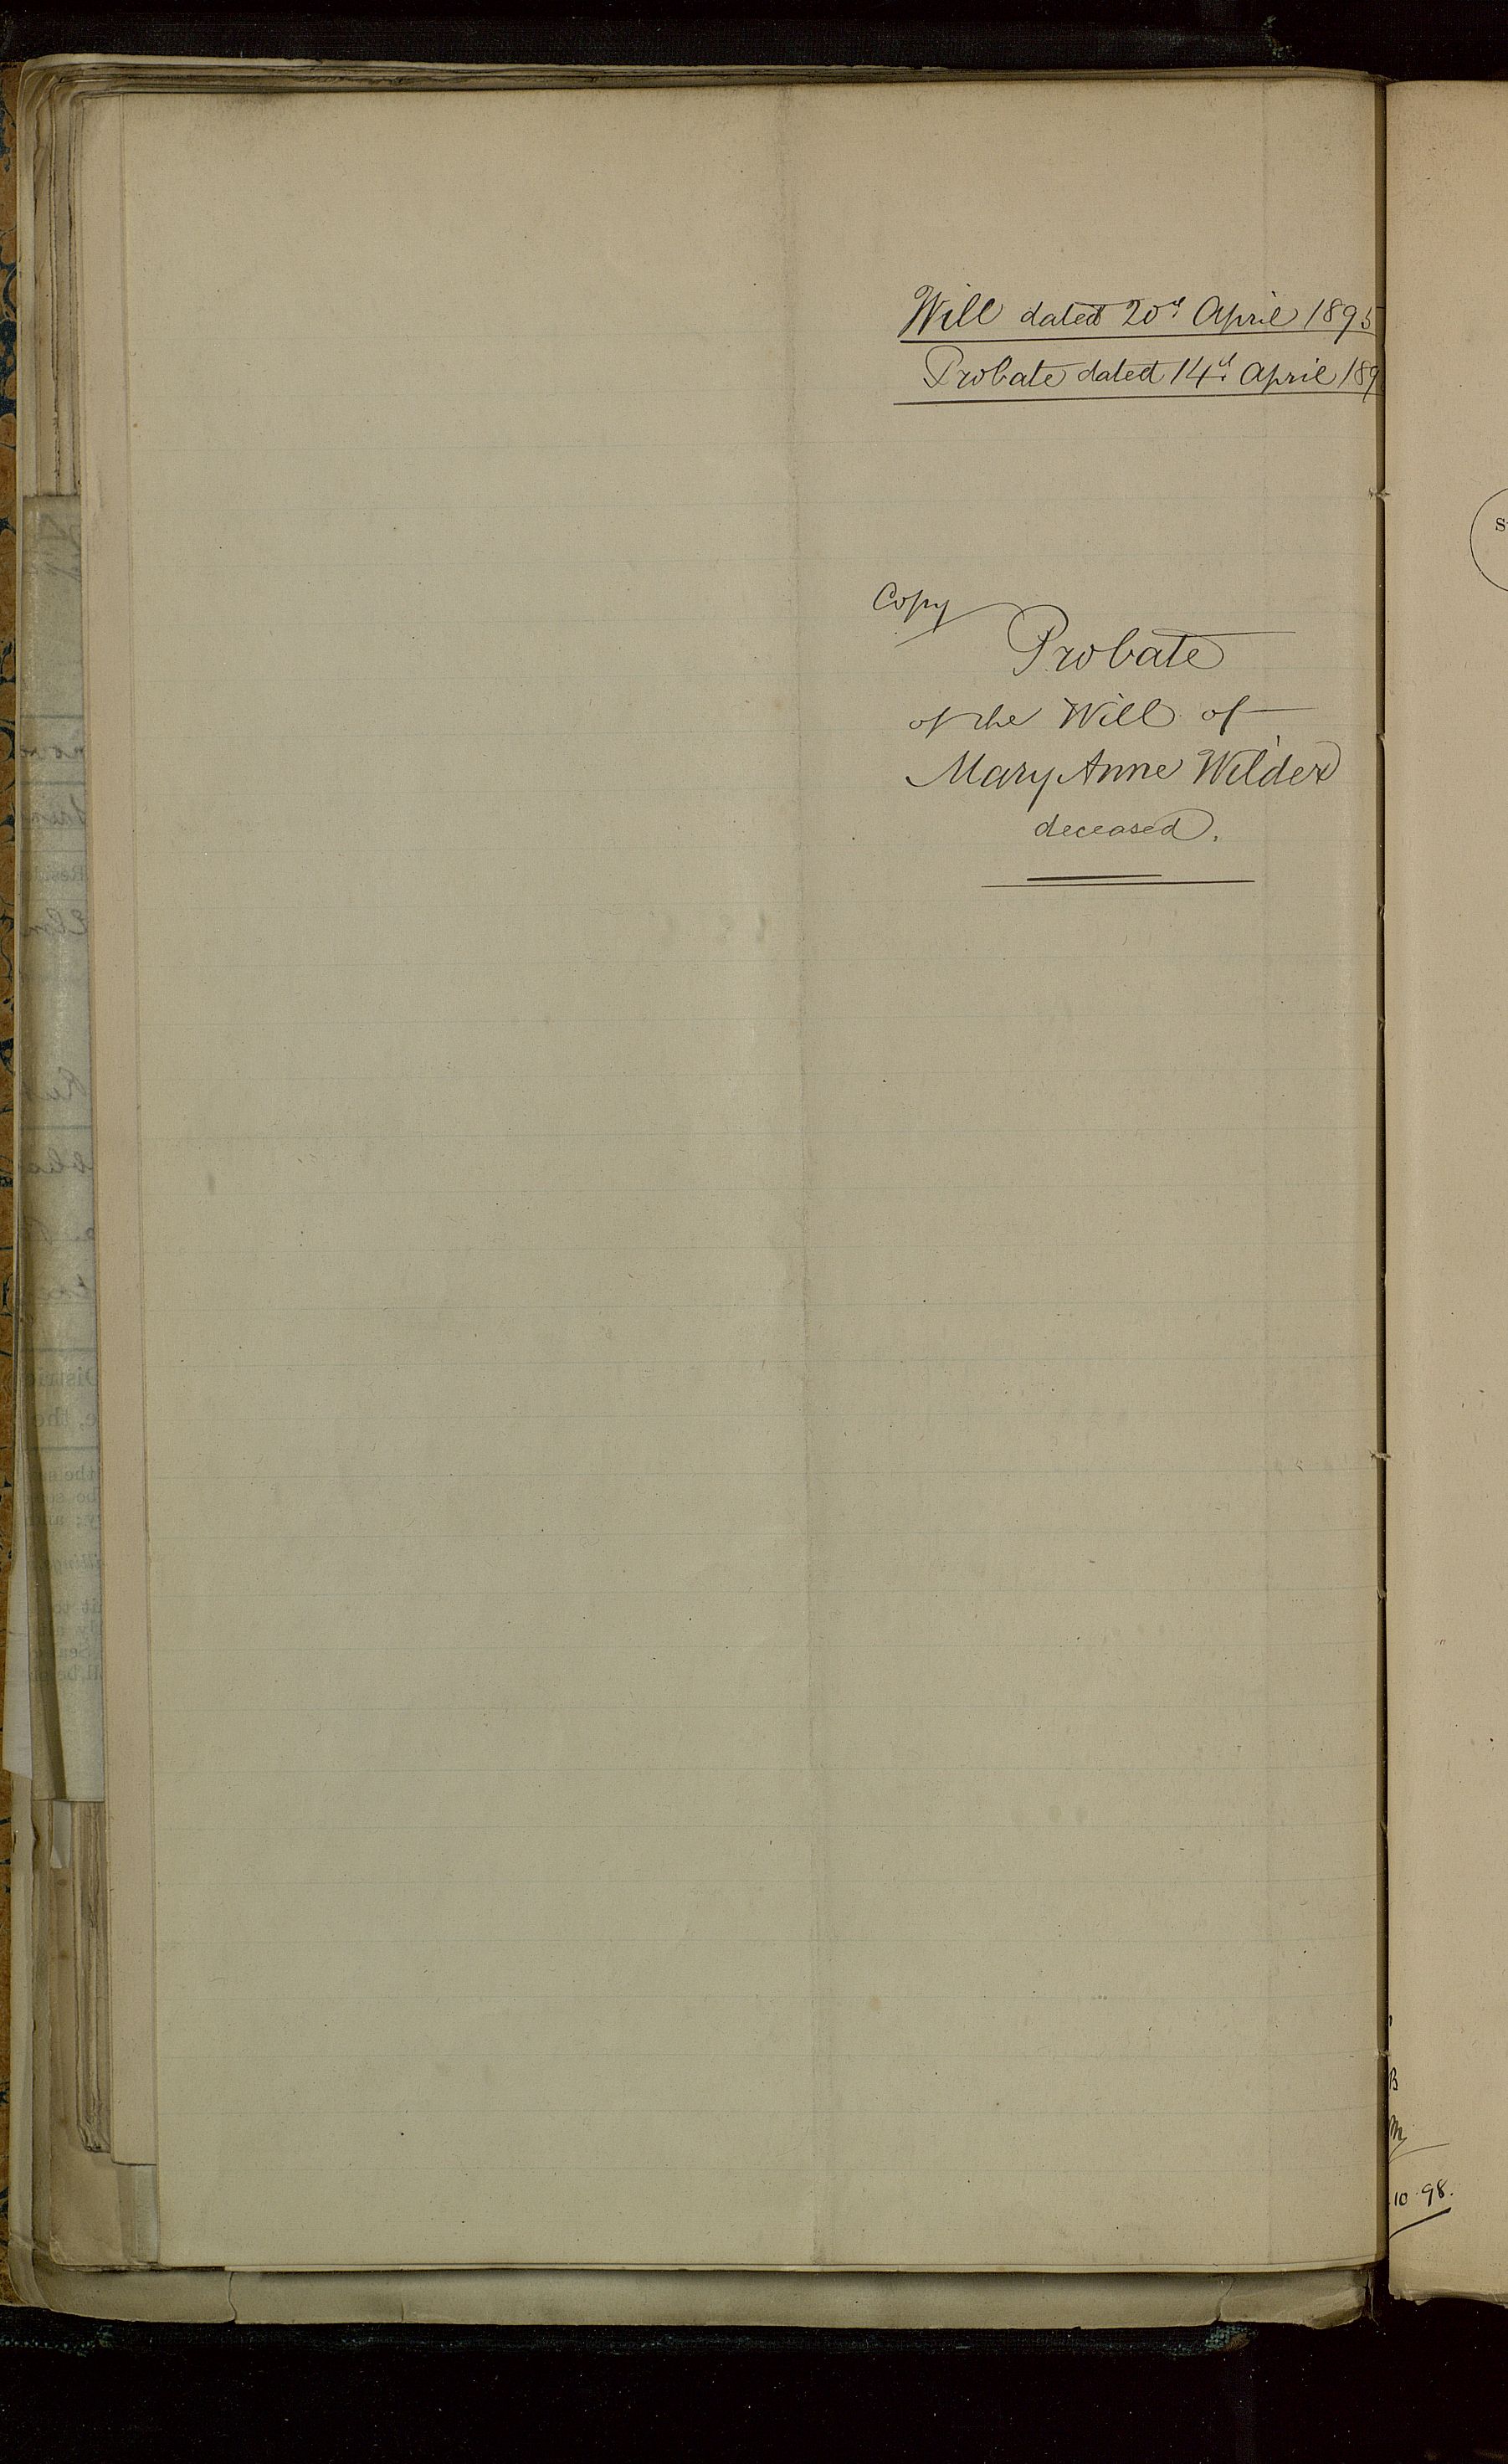 Will dated 20th April 1895
Probate dated 14th April 189
Copy
Probate
of the Will of
Mary Anne Wilder
deceased.
10.98.